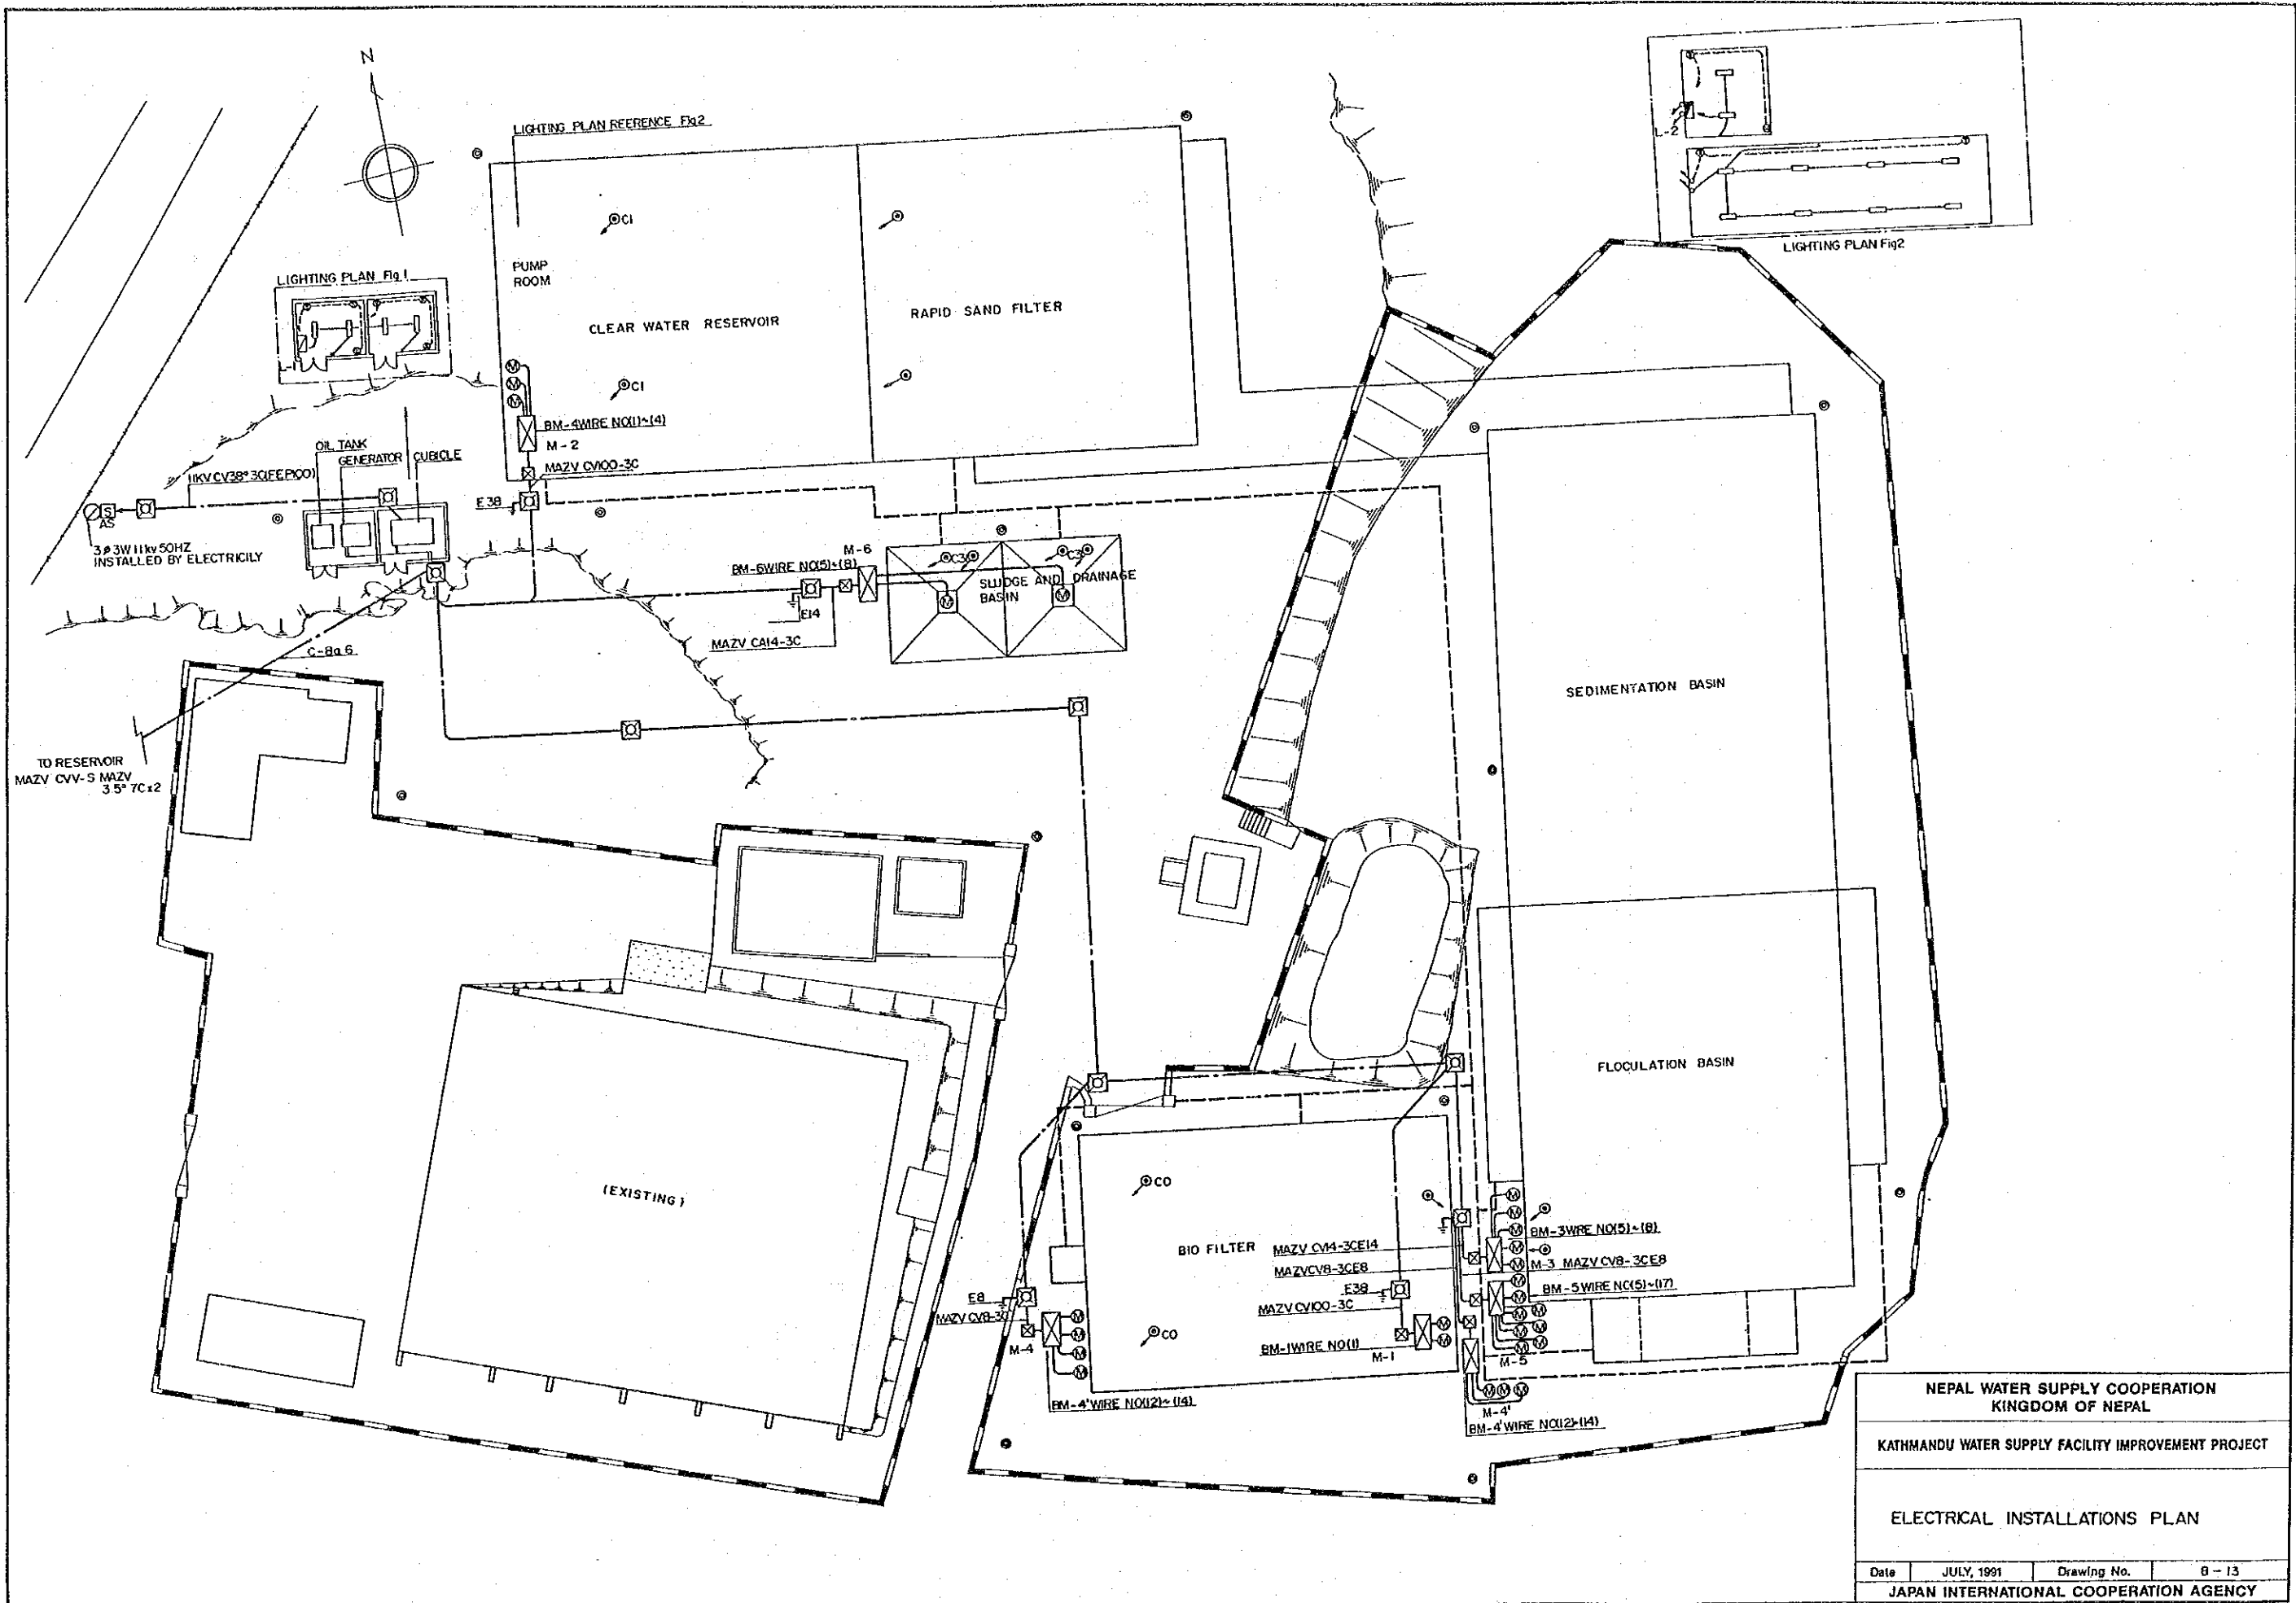 N
LIGHTING PLAN REERENCE Fig2
L-2
LIGHTING PLAN Fig2
C1
PUMP
ROOM
LIGHTING PLAN Fig.1
L-1
CLEAR WATER RESERVOIR
RAPID SAND FILTER
C1
M
M
M
BM-4WIRE NO(1)~(4)
M-2
OIL TANK
GENERATOR
CUBICLE
MAZV CV100-3C
11KV CV38°3C(FEP100)
E38
S
AS
3ø3W11kv50HZ
INSTALLED BY ELECTRICILY
M-6
BM-6WIRE NO(5)~(8)
C3
C3
SLUDGE AND DRAINAGE
BASIN
M
M
E14
MAZV CA14-3C
C-8a.6
SEDIMENTATION BASIN
TO RESERVOIR
MAZV CVV-S MAZV
3.5° 7C×2
FLOCULATION BASIN
(EXISTING)
CO
BIO FILTER
MAZV CV14-3CE14
MAZVCV8-3CE8
BM-3WIRE NO(5)~(8)
M-3 MAZV CV8-3CE8
BM-5WIRE NO(5)~(17)
E8
MAZV CV8-3C
E38
MAZV CV100-3C
CO
M-4
BM-1WIRE NO(1)
M-1
M-5
BM-4'WIRE NO(12)~(14)
M-4'
BM-4'WIRE NO(12)~(14)
NEPAL WATER SUPPLY COOPERATION
KINGDOM OF NEPAL
KATHMANDU WATER SUPPLY FACILITY IMPROVEMENT PROJECT
ELECTRICAL INSTALLATIONS PLAN
Date JULY, 1991 Drawing No. 8 - 13
JAPAN INTERNATIONAL COOPERATION AGENCY